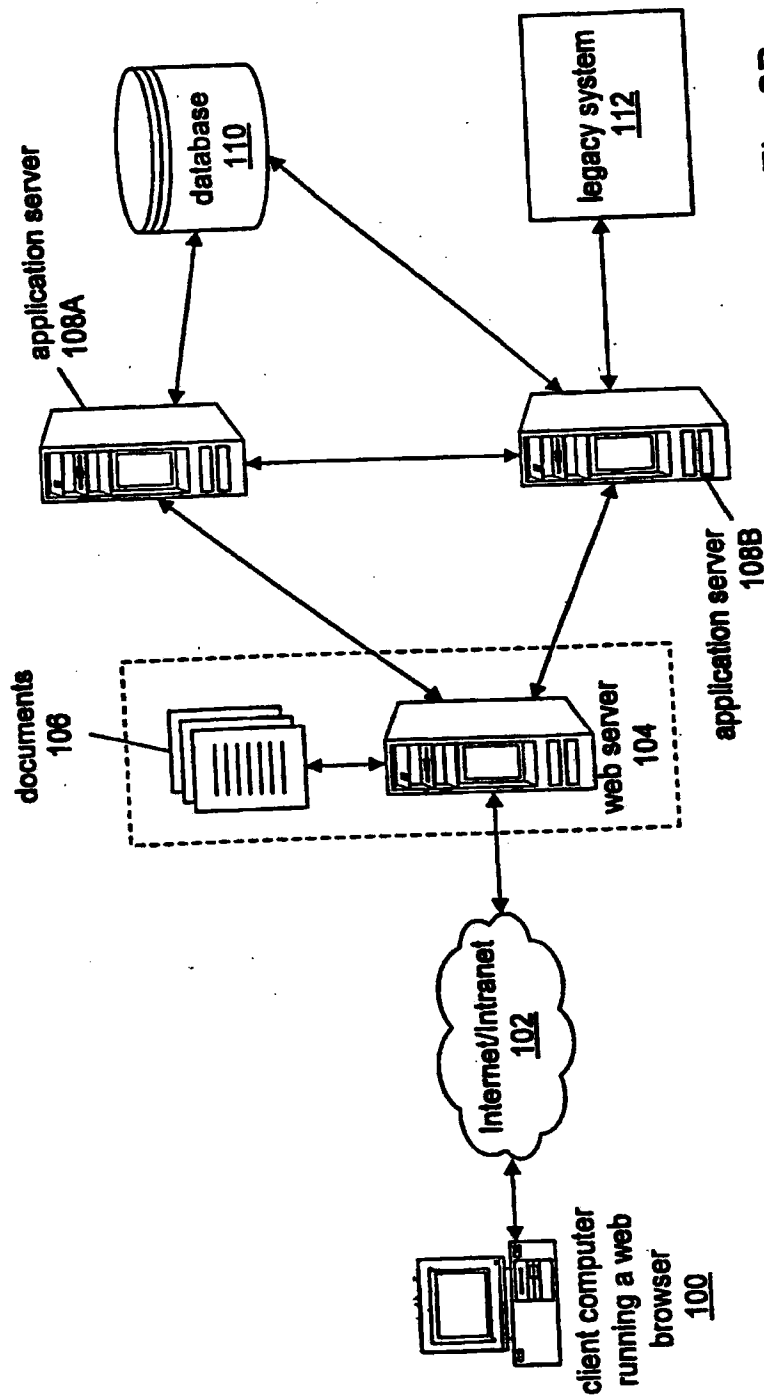 documents
106
application server
108A
database
110
client computer
running a web
browser
100
Internet/Intranet
102
web server
104
application server
108B
legacy system
112